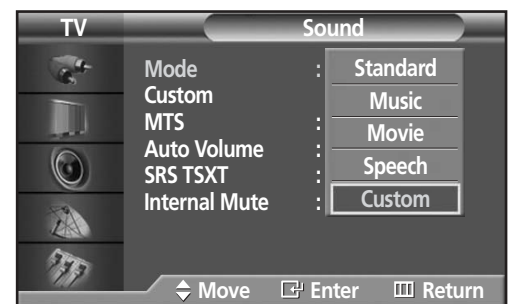 TV Sound
Mode : Standard
Custom Music
MTS : Movie
Auto Volume :
SRS TSXT : Speech
Internal Mute : Custom
Move Enter Return